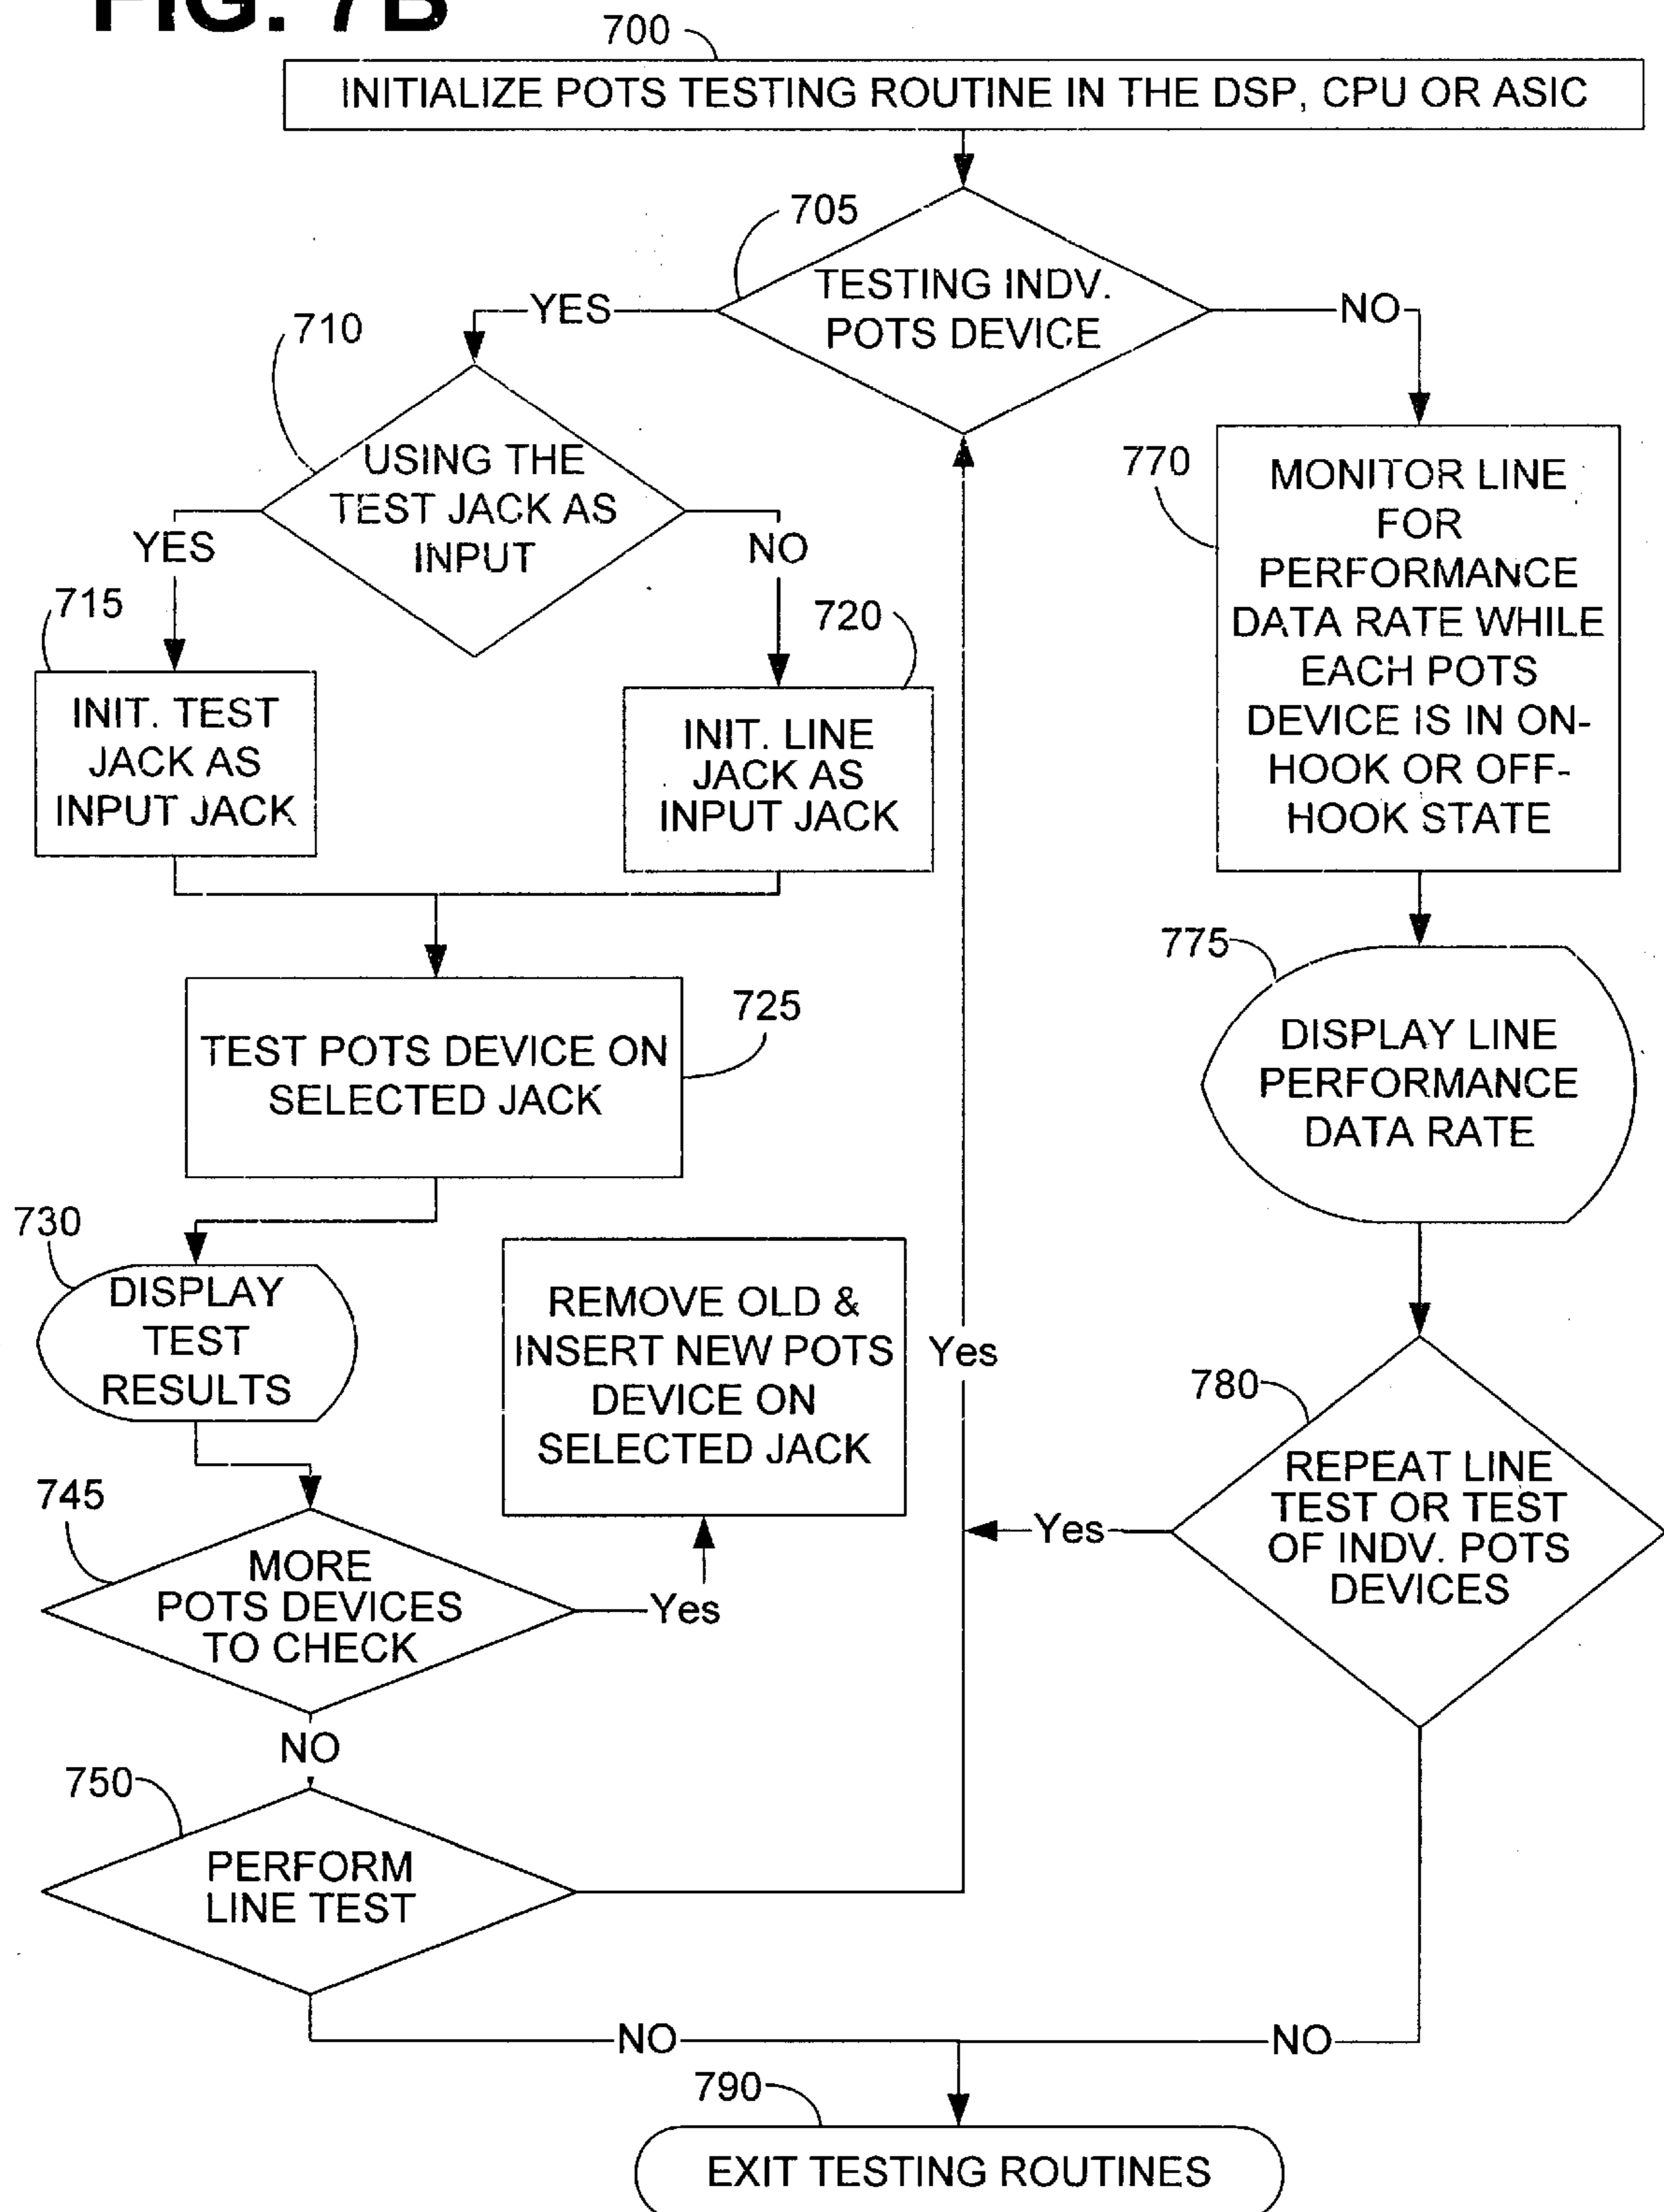 FIG. 7B
700
INITIALIZE POTS TESTING ROUTINE IN THE DSP, CPU OR ASIC
705
TESTING INDV.
POTS DEVICE
YES
NO
710
USING THE
TEST JACK AS
INPUT
YES
NO
715
INIT. TEST
JACK AS
INPUT JACK
720
INIT. LINE
JACK AS
INPUT JACK
770
MONITOR LINE
FOR
PERFORMANCE
DATA RATE WHILE
EACH POTS
DEVICE IS IN ON-
HOOK OR OFF-
HOOK STATE
725
TEST POTS DEVICE ON
SELECTED JACK
775
DISPLAY LINE
PERFORMANCE
DATA RATE
730
DISPLAY
TEST
RESULTS
REMOVE OLD &
INSERT NEW POTS
DEVICE ON
SELECTED JACK
Yes
780
REPEAT LINE
TEST OR TEST
OF INDV. POTS
DEVICES
Yes
745
MORE
POTS DEVICES
TO CHECK
Yes
NO
750
PERFORM
LINE TEST
NO
NO
790
EXIT TESTING ROUTINES